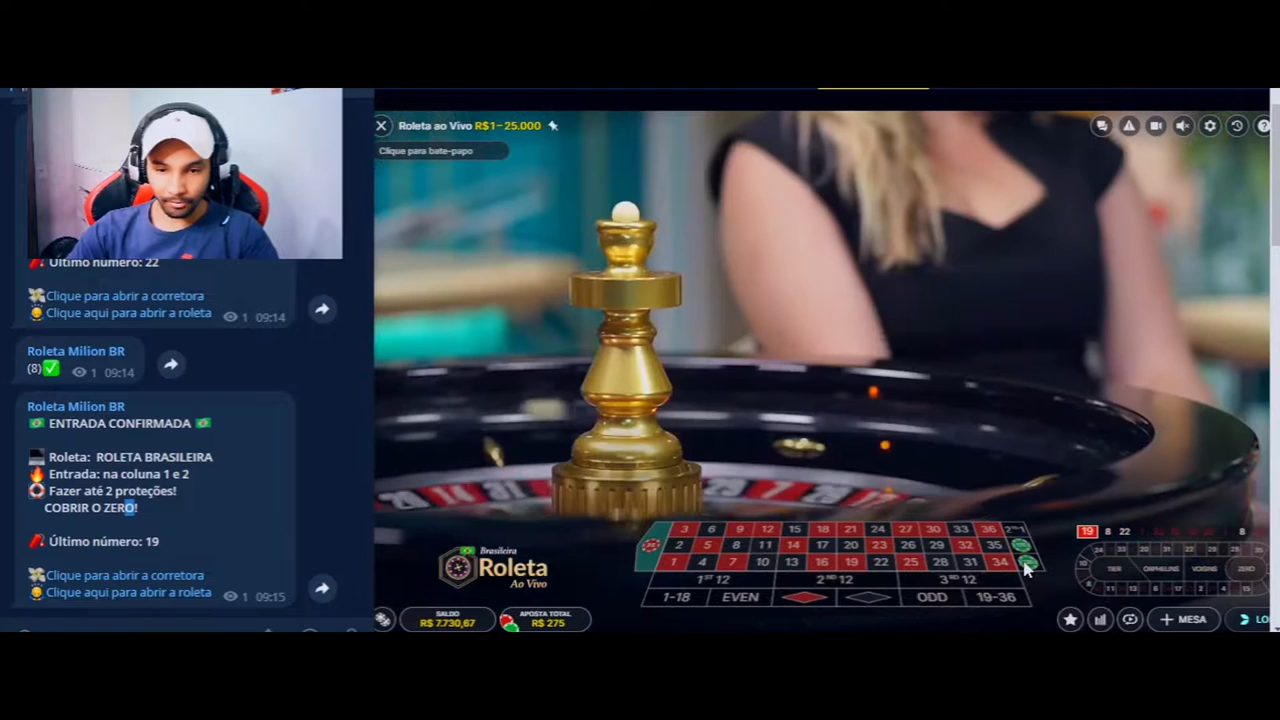 Último número: 22
Clique para abrir a corretora
Clique aqui para abrir a roleta 1 09:14
Roleta Milion BR
(8) 1 09:14
Roleta Milion BR
ENTRADA CONFIRMADA
Roleta: ROLETA BRASILEIRA
Entrada: na coluna 1 e 2
Fazer até 2 proteções!
COBRIR O ZERO!
Último número: 19
Clique para abrir a corretora
Clique aqui para abrir a roleta 1 09:15
Roleta ao Vivo R$1-25.000
Clique para bate-papo
Brasileira
Roleta
Ao Vivo
3 6 9 12 15 18 21 24 27 30 33 36 2TO1
2 5 8 11 14 17 20 23 26 29 32 35
1 4 7 10 13 16 19 22 25 28 31 34
1ST 12 2ND 12 3RD 12
1-18 EVEN ODD 19-36
19 8 22
TIER ORPHELINS VOISINS ZERO
SALDO
R$ 7.730,67
APOSTA TOTAL
R$ 275
+ MESA
LO